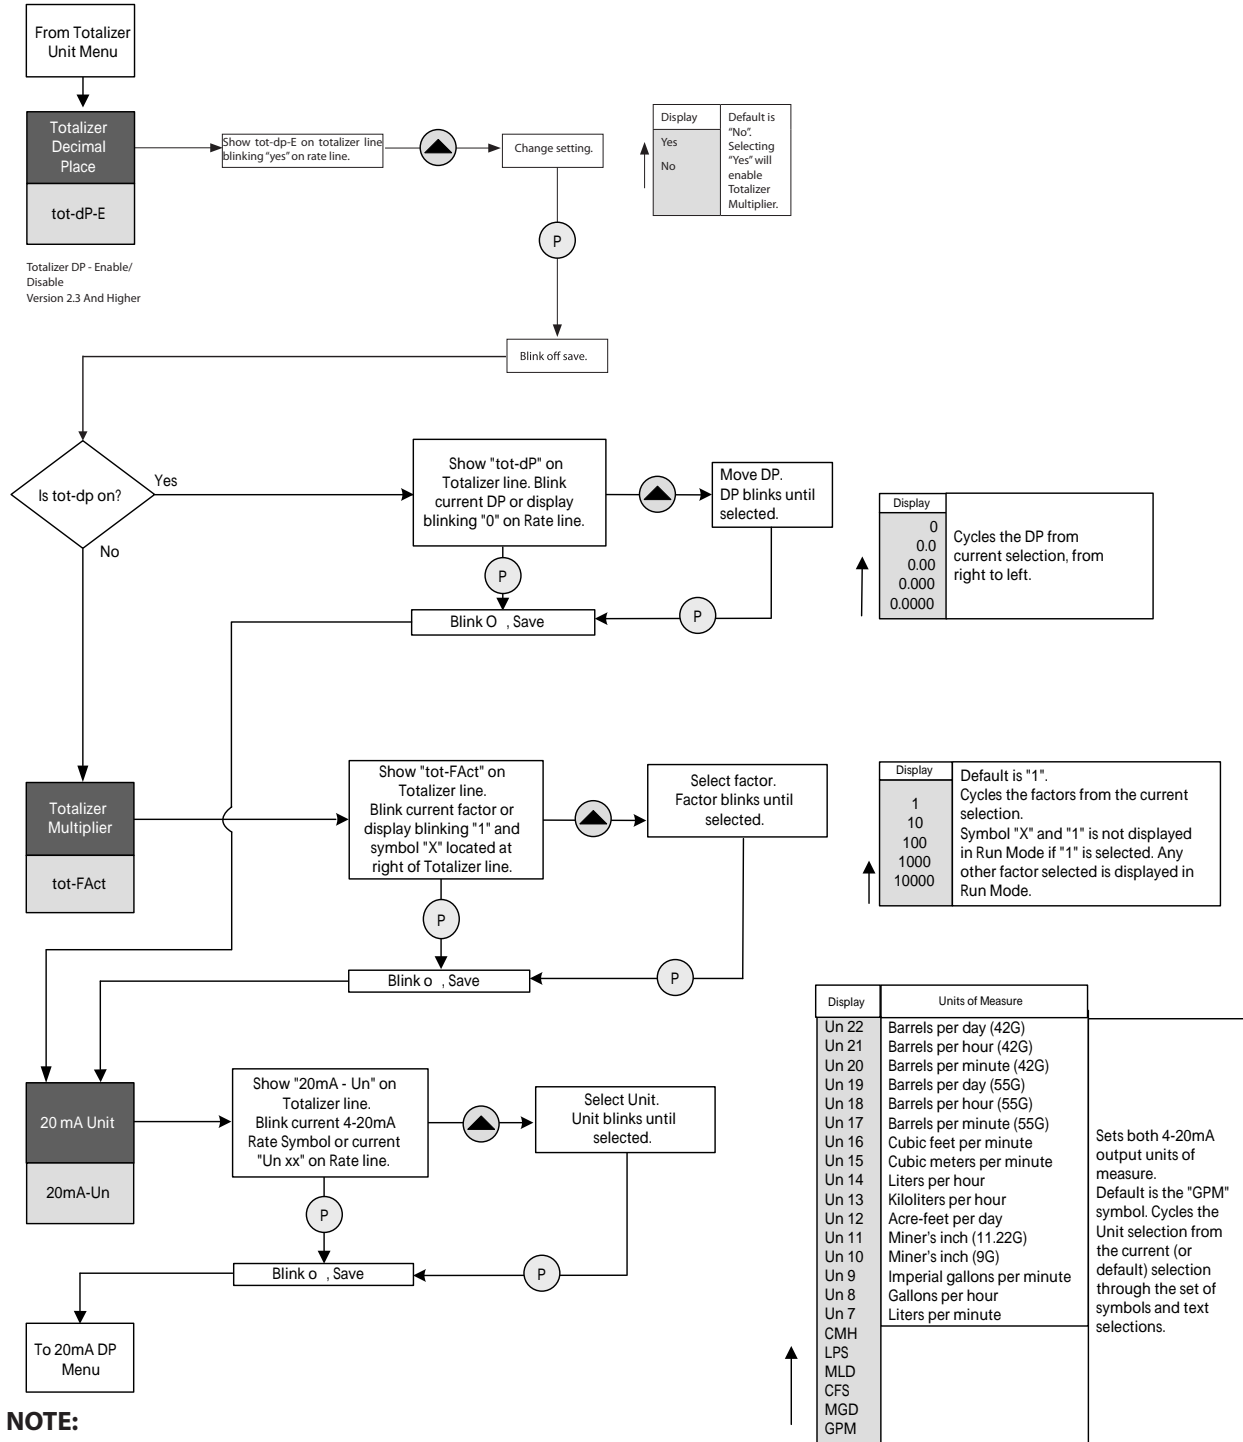 From Totalizer
Unit Menu
Totalizer
Decimal
Place
tot-dP-E
Totalizer DP - Enable/
Disable
Version 2.3 And Higher
Show tot-dp-E on totalizer line
blinking “yes” on rate line.
Change setting.
P
Blink off save.
Display
Yes
No
Default is
“No”.
Selecting
“Yes” will
enable
Totalizer
Multiplier.
Is tot-dp on?
Yes
No
Show "tot-dP" on
Totalizer line. Blink
current DP or display
blinking "0" on Rate line.
Move DP.
DP blinks until
selected.
P
P
Blink O , Save
Display
0
0.0
0.00
0.000
0.0000
Cycles the DP from
current selection, from
right to left.
Totalizer
Multiplier
tot-FAct
Show "tot-FAct" on
Totalizer line.
Blink current factor or
display blinking "1" and
symbol "X" located at
right of Totalizer line.
Select factor.
Factor blinks until
selected.
P
P
Blink o , Save
Display
1
10
100
1000
10000
Default is "1".
Cycles the factors from the current
selection.
Symbol "X" and "1" is not displayed
in Run Mode if "1" is selected. Any
other factor selected is displayed in
Run Mode.
20 mA Unit
20mA-Un
Show "20mA - Un" on
Totalizer line.
Blink current 4-20mA
Rate Symbol or current
"Un xx" on Rate line.
Select Unit.
Unit blinks until
selected.
P
P
Blink o , Save
To 20mA DP
Menu
Display Units of Measure
Un 22 Barrels per day (42G)
Un 21 Barrels per hour (42G)
Un 20 Barrels per minute (42G)
Un 19 Barrels per day (55G)
Un 18 Barrels per hour (55G)
Un 17 Barrels per minute (55G)
Un 16 Cubic feet per minute
Un 15 Cubic meters per minute
Un 14 Liters per hour
Un 13 Kiloliters per hour
Un 12 Acre-feet per day
Un 11 Miner's inch (11.22G)
Un 10 Miner's inch (9G)
Un 9 Imperial gallons per minute
Un 8 Gallons per hour
Un 7 Liters per minute
CMH
LPS
MLD
CFS
MGD
GPM
Sets both 4-20mA
output units of
measure.
Default is the "GPM"
symbol. Cycles the
Unit selection from
the current (or
default) selection
through the set of
symbols and text
selections.
NOTE: